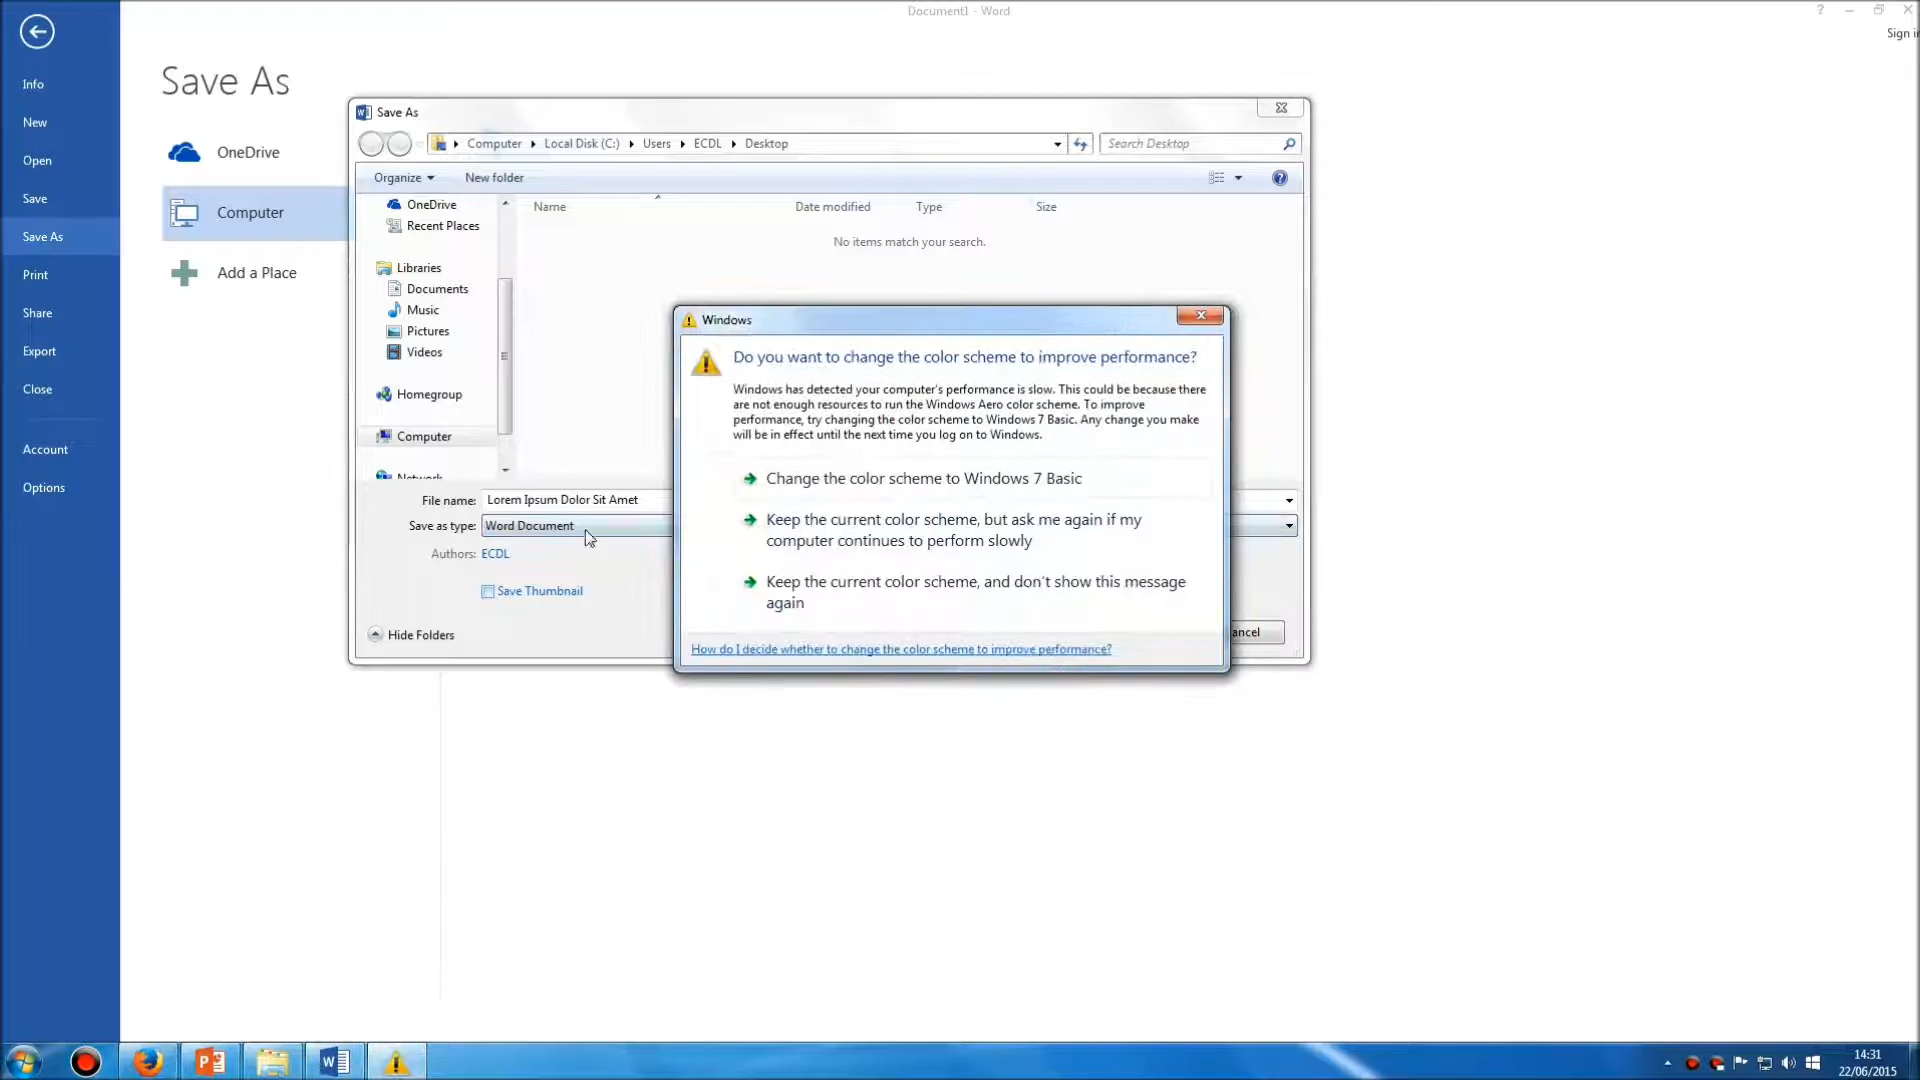 Document1 - Word
?
Sign i
Info
New
Open
Save
Save As
Print
Share
Export
Close
Account
Options
Save As
OneDrive
Computer
Add a Place
Save As
Computer Local Disk (C:) Users ECDL Desktop
Search Desktop
Organize New folder
OneDrive
Recent Places
Libraries
Documents
Music
Pictures
Videos
Homegroup
Computer
Network
Name Date modified Type Size
No items match your search.
File name: Lorem Ipsum Dolor Sit Amet
Save as type: Word Document
Authors: ECDL
Save Thumbnail
Hide Folders
ancel
Windows
Do you want to change the color scheme to improve performance?
Windows has detected your computer's performance is slow. This could be because there
are not enough resources to run the Windows Aero color scheme. To improve
performance, try changing the color scheme to Windows 7 Basic. Any change you make
will be in effect until the next time you log on to Windows.
Change the color scheme to Windows 7 Basic
Keep the current color scheme, but ask me again if my
computer continues to perform slowly
Keep the current color scheme, and don't show this message
again
How do I decide whether to change the color scheme to improve performance?
14:31
22/06/2015